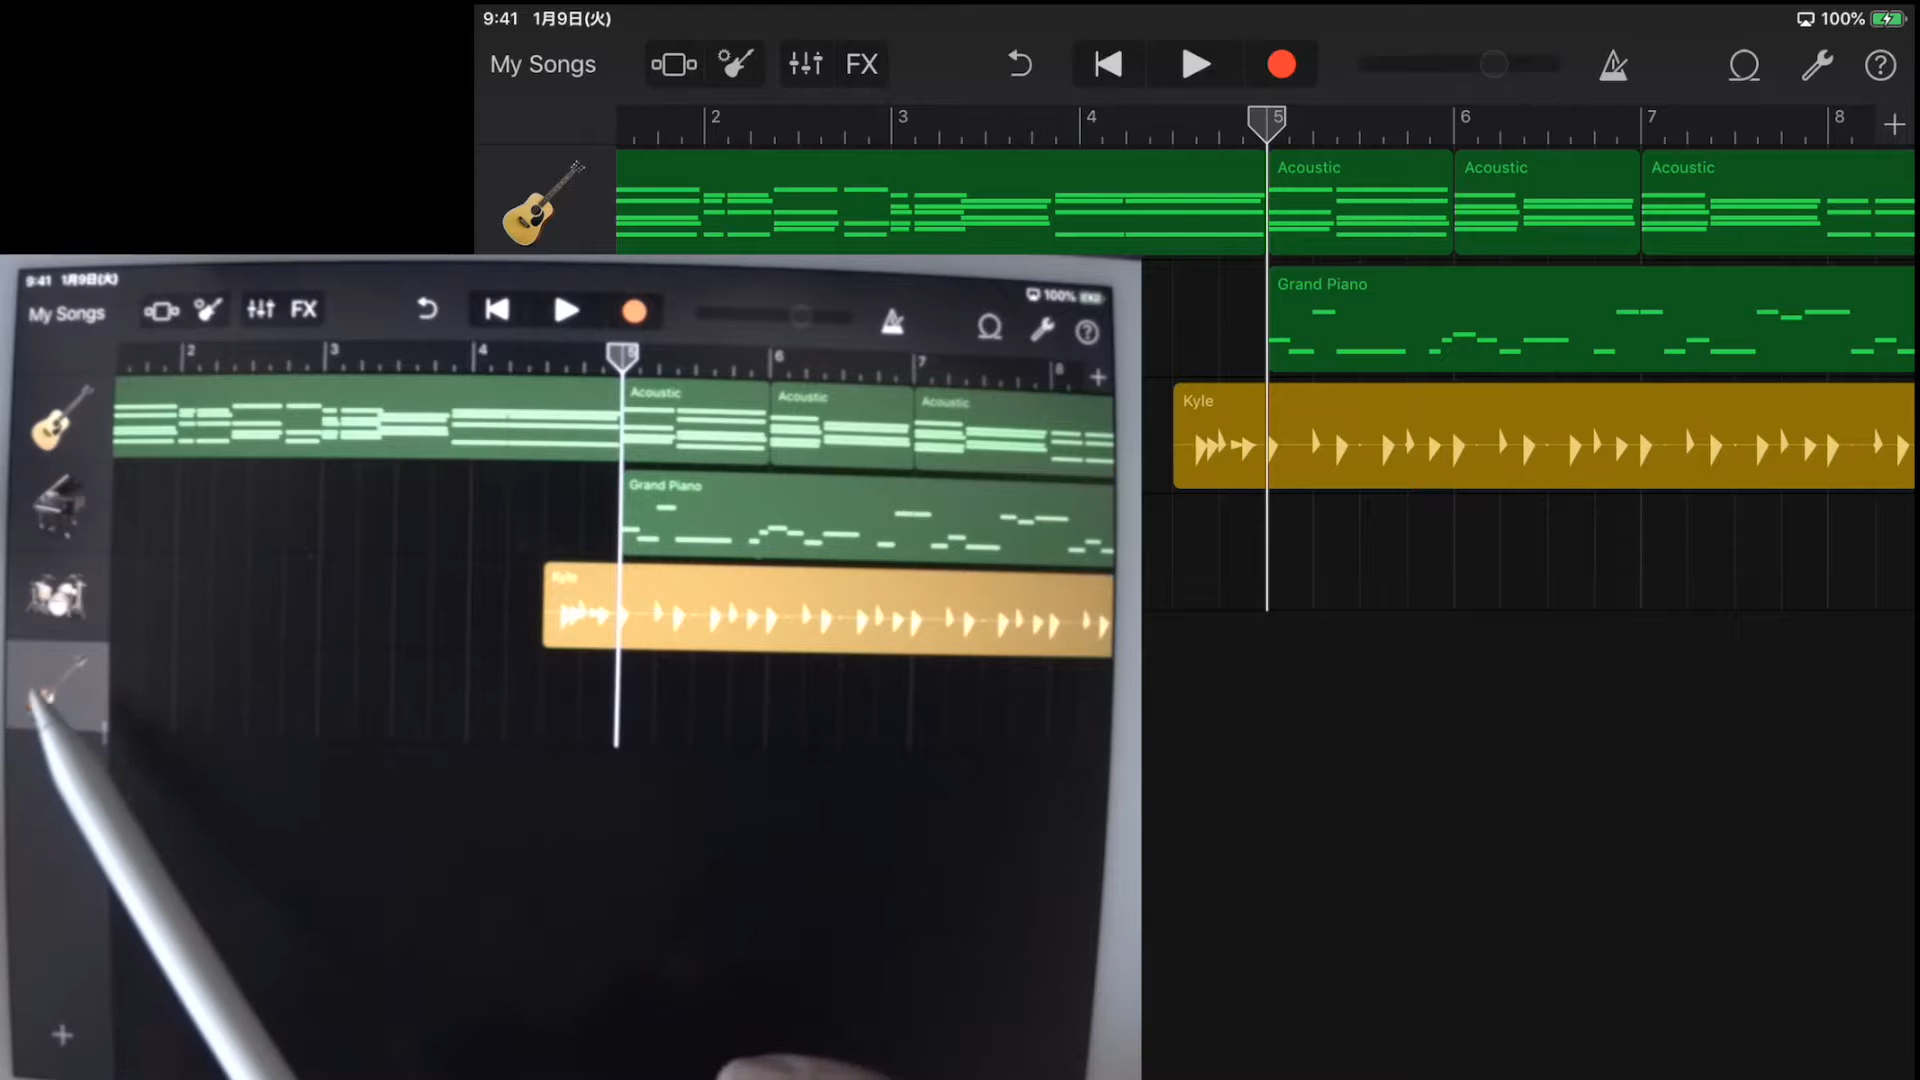 9:41 1月9日(火)
100%
My Songs
FX
2 3 4 5 6 7 8
Acoustic Acoustic Acoustic
Grand Piano
Kyle
9:41 1月9日(火)
100%
My Songs
FX
2 3 4 5 6 7 8
Acoustic Acoustic Acoustic
Grand Piano
Kyle